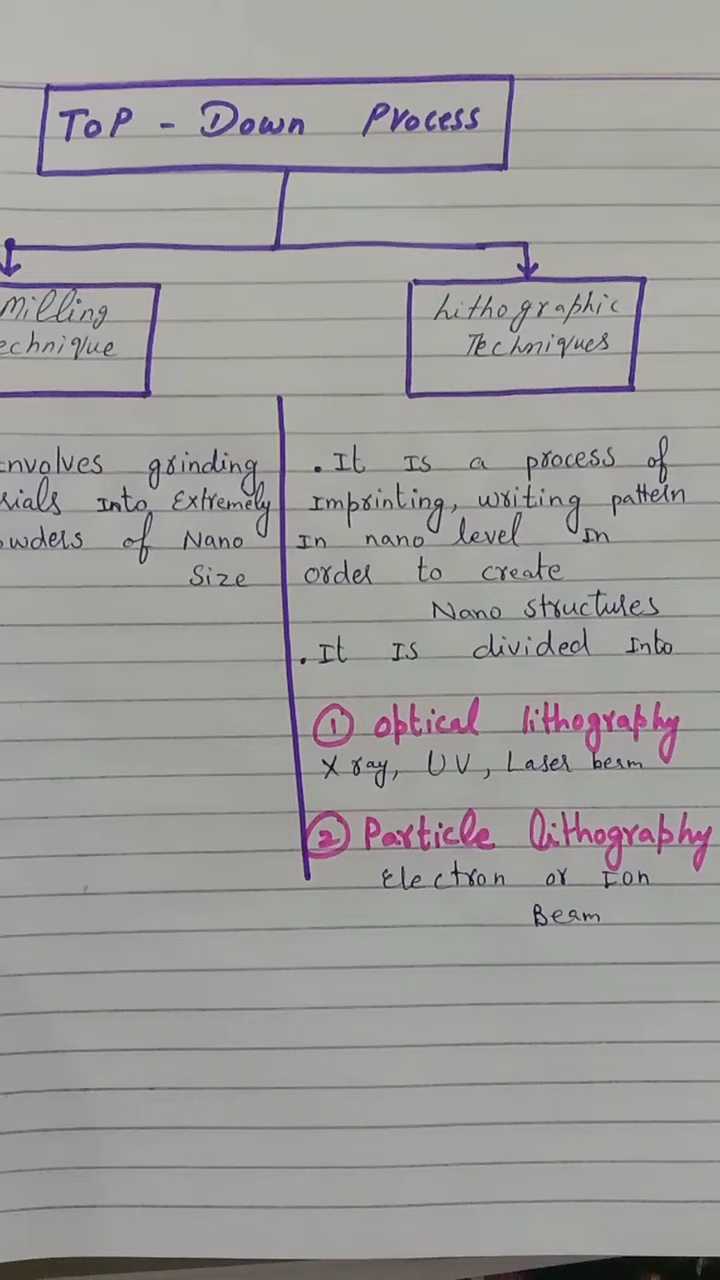 ToP - Down Process
Milling
echnique
Lithographic
Techniques
nvolves grinding
rials Into Extremely
wders of Nano
Size
. It Is a process of
Imprinting, writing pattern
In nano level In
order to create
Nano structures
. It Is divided Into
① optical lithography
X ray, UV, Laser beam
② Particle lithography
Electron or Ion
Beam